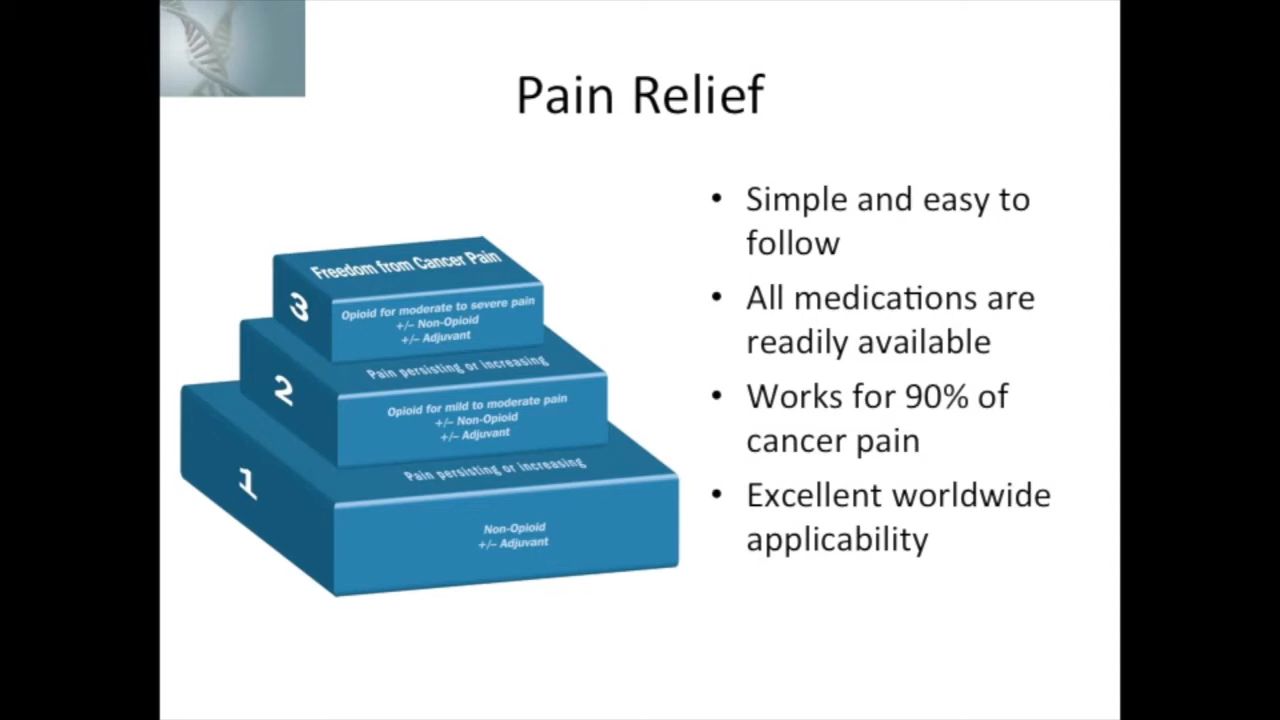 Pain Relief
Freedom from Cancer Pain
3
Opioid for moderate to severe pain
+/– Non-Opioid
+/– Adjuvant
Pain persisting or increasing
2
Opioid for mild to moderate pain
+/– Non-Opioid
+/– Adjuvant
Pain persisting or increasing
1
Non-Opioid
+/– Adjuvant
• Simple and easy to
follow
• All medications are
readily available
• Works for 90% of
cancer pain
• Excellent worldwide
applicability